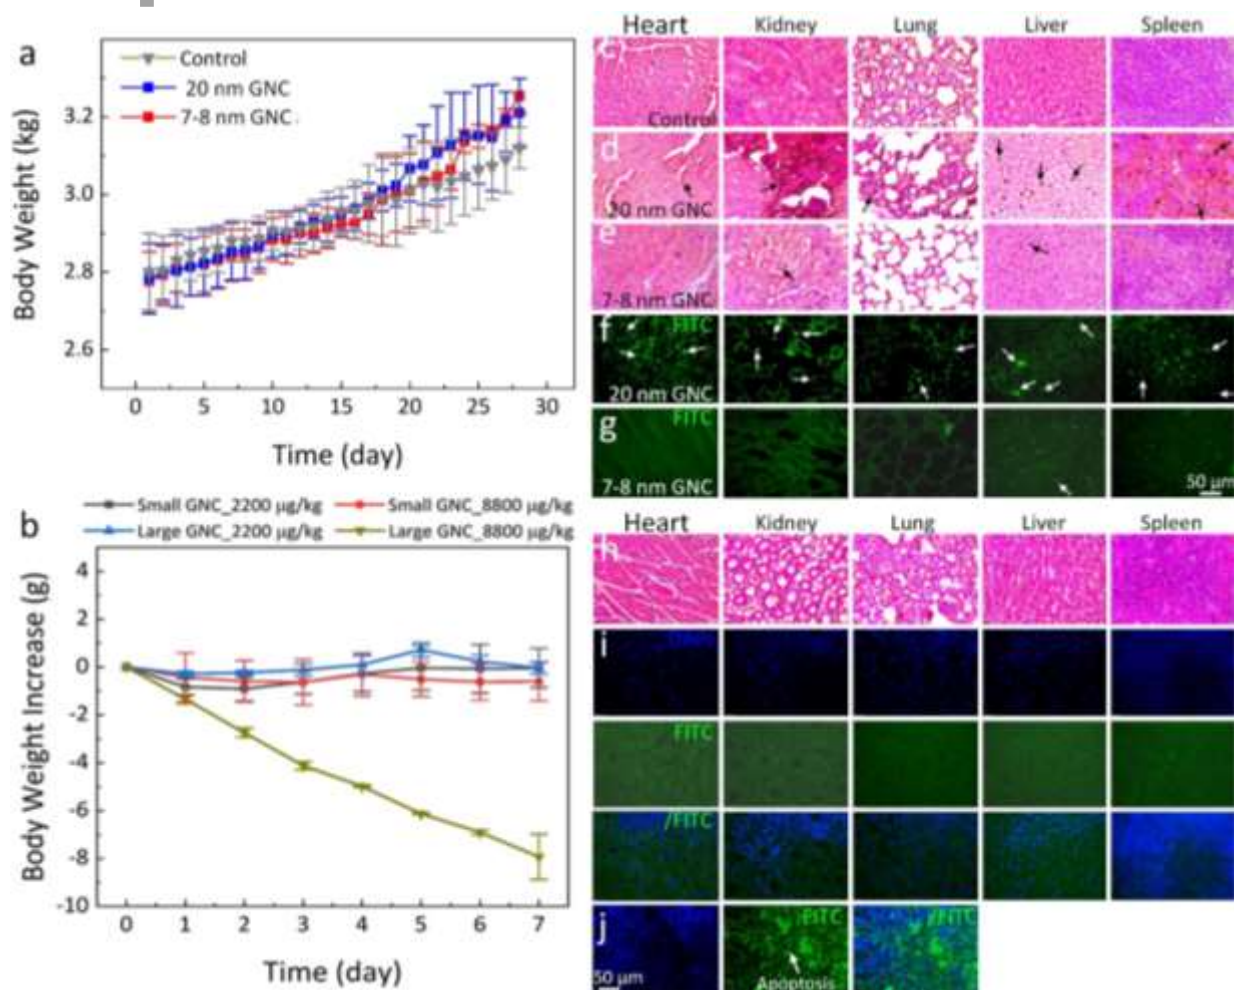 a
Control
20 nm GNC
7-8 nm GNC
3.2
3.0
2.8
2.6
Body Weight (kg)
0 5 10 15 20 25 30
Time (day)
Small GNC_2200 μg/kg Small GNC_8800 μg/kg
Large GNC_2200 μg/kg Large GNC_8800 μg/kg
b
4
2
0
-2
-4
-6
-8
-10
Body Weight Increase (g)
0 1 2 3 4 5 6 7
Time (day)
Heart Kidney Lung Liver Spleen
c
Control
d
20 nm GNC
e
7-8 nm GNC
f FITC
20 nm GNC
g FITC
7-8 nm GNC 50 μm
Heart Kidney Lung Liver Spleen
h
i
FITC
/FITC
j FITC /FITC
50 μm Apoptosis